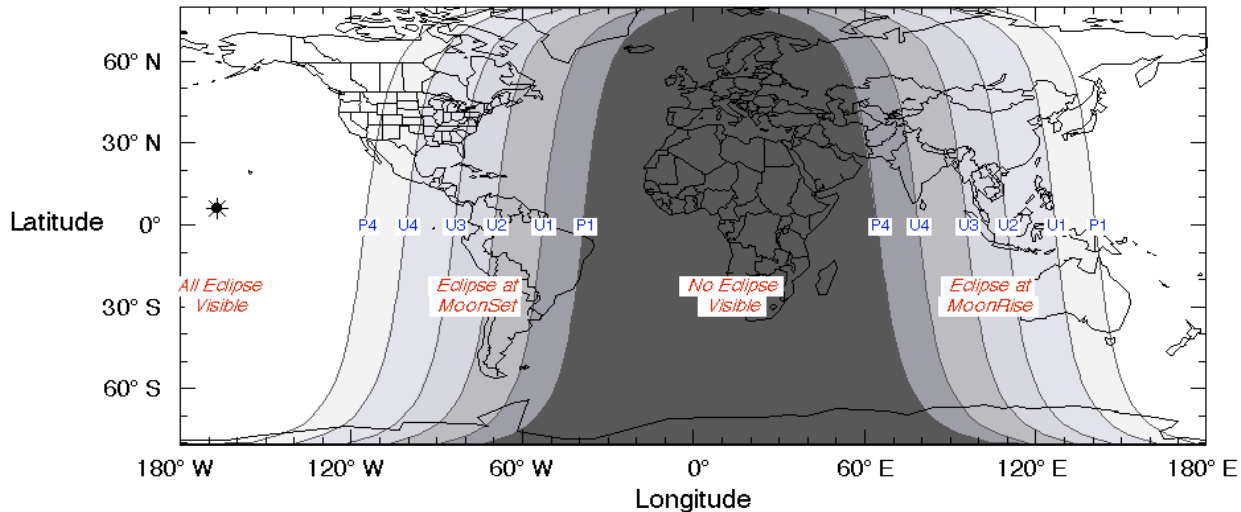 60° N
30° N
Latitude
0°
P4 U4 U3 U2 U1 P1 P4 U4 U3 U2 U1 P1
All Eclipse
Visible
Eclipse at
MoonSet
No Eclipse
Visible
Eclipse at
MoonRise
30° S
60° S
180° W 120° W 60° W 0° 60° E 120° E 180° E
Longitude